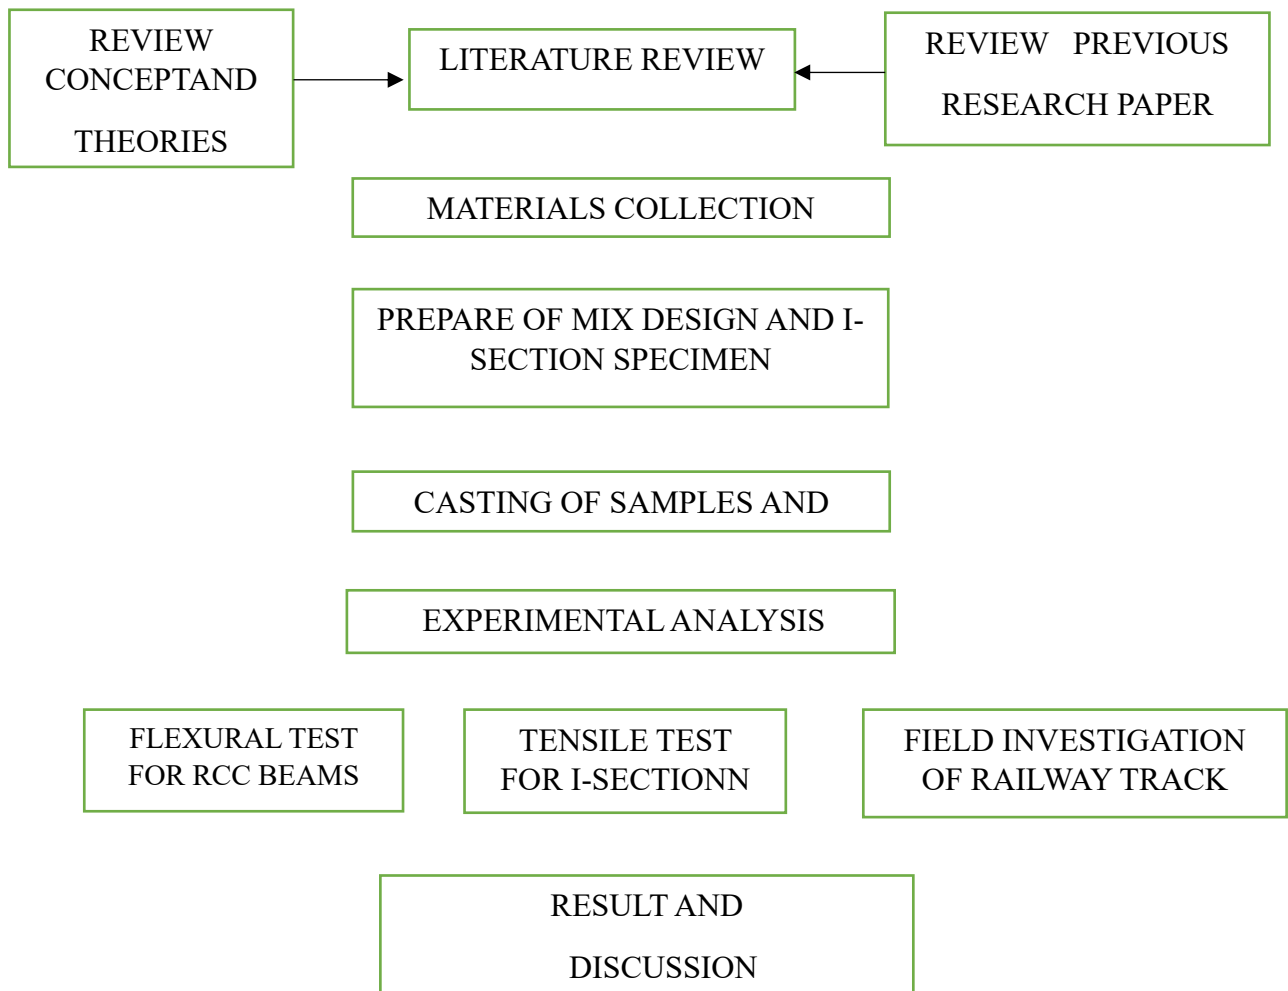 REVIEW
CONCEPTAND
THEORIES
LITERATURE REVIEW
REVIEW PREVIOUS
RESEARCH PAPER
MATERIALS COLLECTION
PREPARE OF MIX DESIGN AND I-
SECTION SPECIMEN
CASTING OF SAMPLES AND
EXPERIMENTAL ANALYSIS
FLEXURAL TEST
FOR RCC BEAMS
TENSILE TEST
FOR I-SECTIONN
FIELD INVESTIGATION
OF RAILWAY TRACK
RESULT AND
DISCUSSION